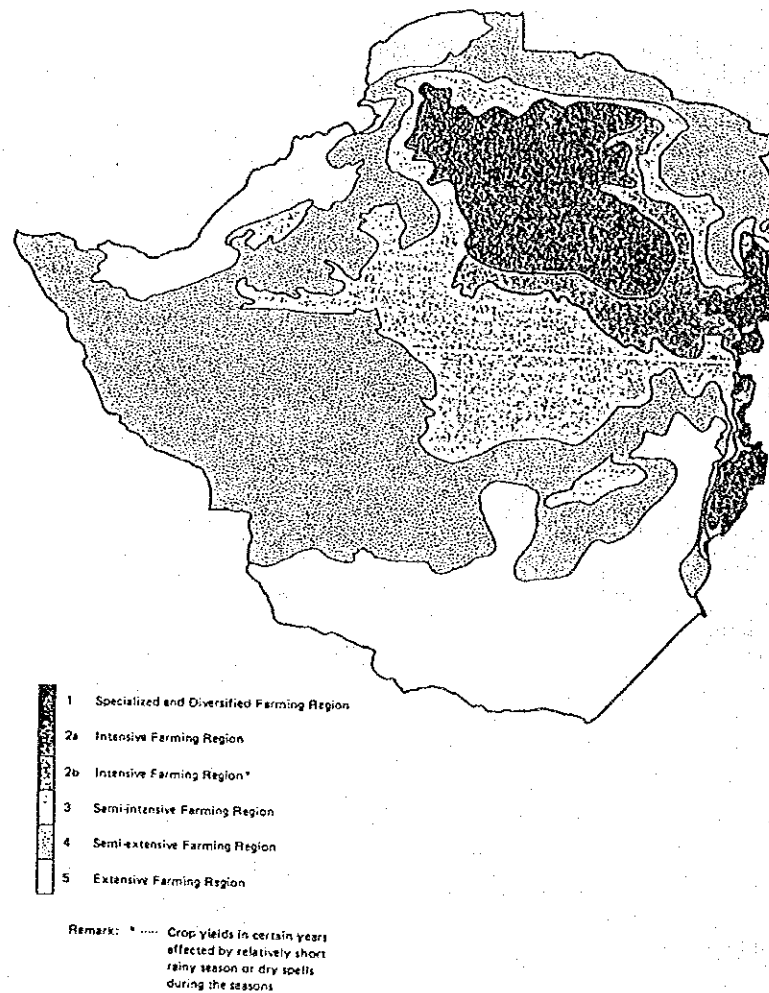 1 Specialized and Diversified Farming Region
2a Intensive Farming Region
2b Intensive Farming Region*
3 Semi-intensive Farming Region
4 Semi-extensive Farming Region
5 Extensive Farming Region
Remark: * ····· Crop yields in certain years
affected by relatively short
rainy season or dry spells
during the seasons